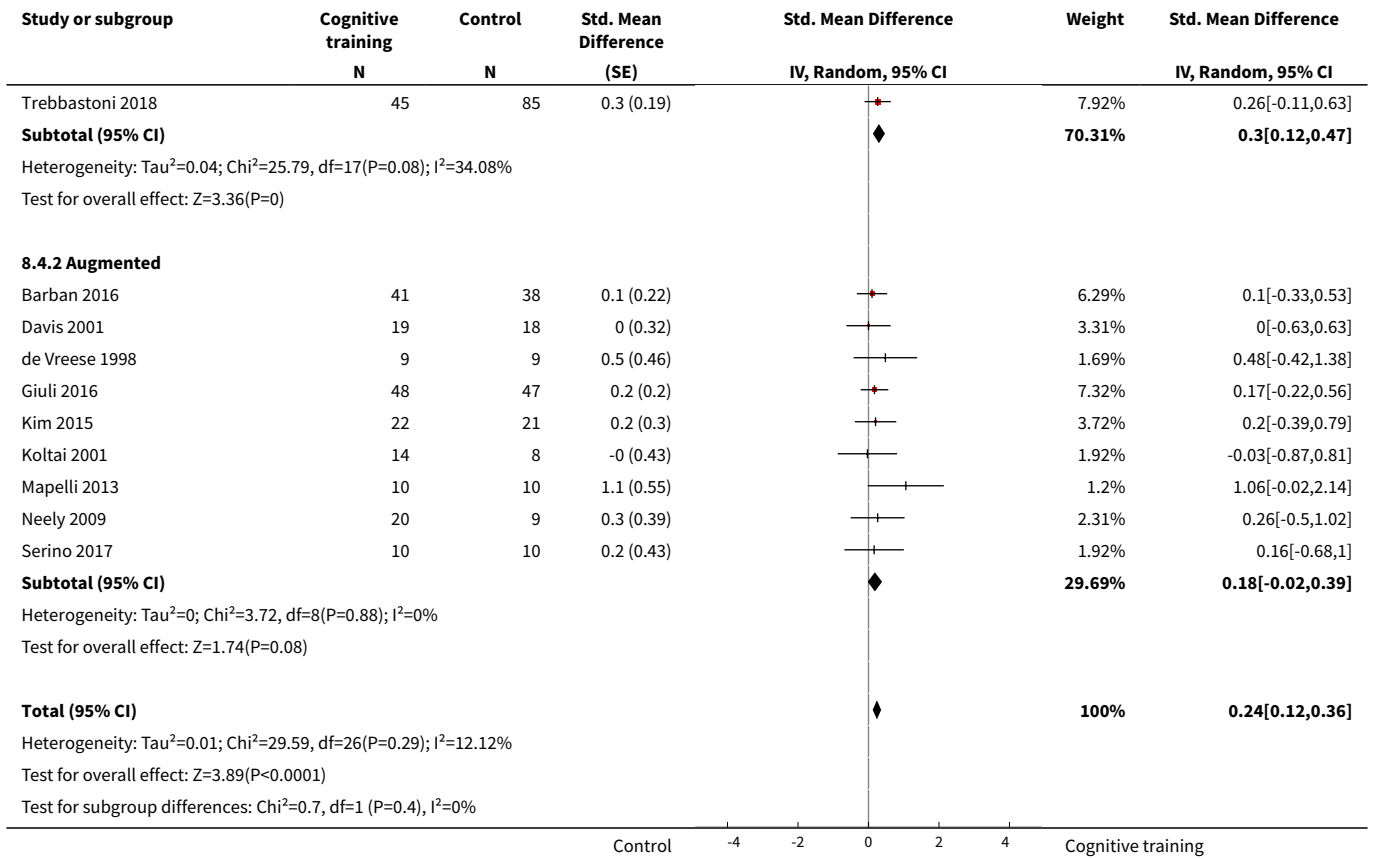 Study or subgroup Cognitive training Control Std. Mean Difference Std. Mean Difference Weight Std. Mean Difference
N N (SE) IV, Random, 95% CI IV, Random, 95% CI
Trebbastoni 2018 45 85 0.3 (0.19) 7.92% 0.26[-0.11,0.63]
Subtotal (95% CI) 70.31% 0.3[0.12,0.47]
Heterogeneity: Tau²=0.04; Chi²=25.79, df=17(P=0.08); I²=34.08%
Test for overall effect: Z=3.36(P=0)
8.4.2 Augmented
Barban 2016 41 38 0.1 (0.22) 6.29% 0.1[-0.33,0.53]
Davis 2001 19 18 0 (0.32) 3.31% 0[-0.63,0.63]
de Vreese 1998 9 9 0.5 (0.46) 1.69% 0.48[-0.42,1.38]
Giuli 2016 48 47 0.2 (0.2) 7.32% 0.17[-0.22,0.56]
Kim 2015 22 21 0.2 (0.3) 3.72% 0.2[-0.39,0.79]
Koltai 2001 14 8 -0 (0.43) 1.92% -0.03[-0.87,0.81]
Mapelli 2013 10 10 1.1 (0.55) 1.2% 1.06[-0.02,2.14]
Neely 2009 20 9 0.3 (0.39) 2.31% 0.26[-0.5,1.02]
Serino 2017 10 10 0.2 (0.43) 1.92% 0.16[-0.68,1]
Subtotal (95% CI) 29.69% 0.18[-0.02,0.39]
Heterogeneity: Tau²=0; Chi²=3.72, df=8(P=0.88); I²=0%
Test for overall effect: Z=1.74(P=0.08)
Total (95% CI) 100% 0.24[0.12,0.36]
Heterogeneity: Tau²=0.01; Chi²=29.59, df=26(P=0.29); I²=12.12%
Test for overall effect: Z=3.89(P<0.0001)
Test for subgroup differences: Chi²=0.7, df=1 (P=0.4), I²=0%
Control -4 -2 0 2 4 Cognitive training